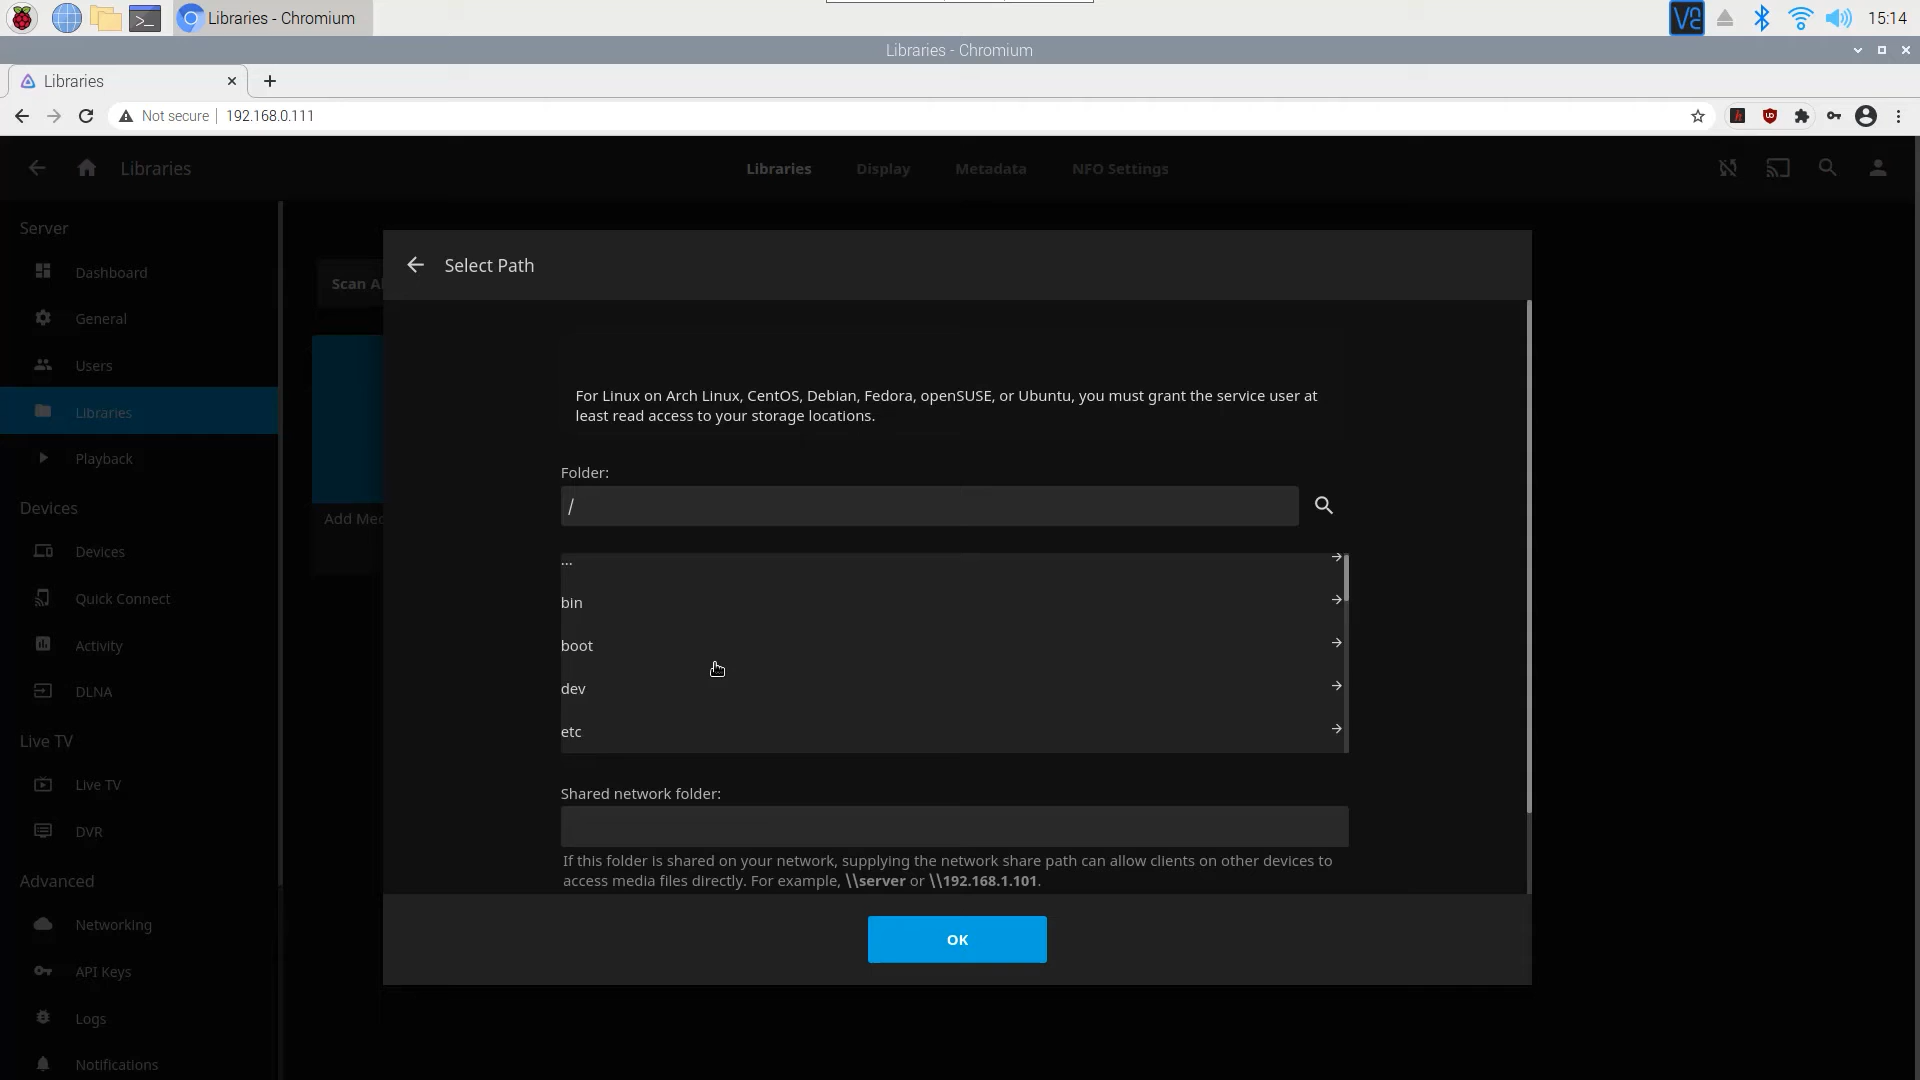 Libraries - Chromium
15:14
Libraries - Chromium
Libraries
Not secure
192.168.0.111
Libraries
Libraries
Display
Metadata
NFO Settings
Server
Dashboard
General
Users
Libraries
Playback
Devices
Devices
Quick Connect
Activity
DLNA
Live TV
Live TV
DVR
Advanced
Networking
API Keys
Logs
Notifications
Scan Al
Add Med
Select Path
For Linux on Arch Linux, CentOS, Debian, Fedora, openSUSE, or Ubuntu, you must grant the service user at
least read access to your storage locations.
Folder:
/
...
bin
boot
dev
etc
Shared network folder:
If this folder is shared on your network, supplying the network share path can allow clients on other devices to
access media files directly. For example, \\server or \\192.168.1.101.
OK